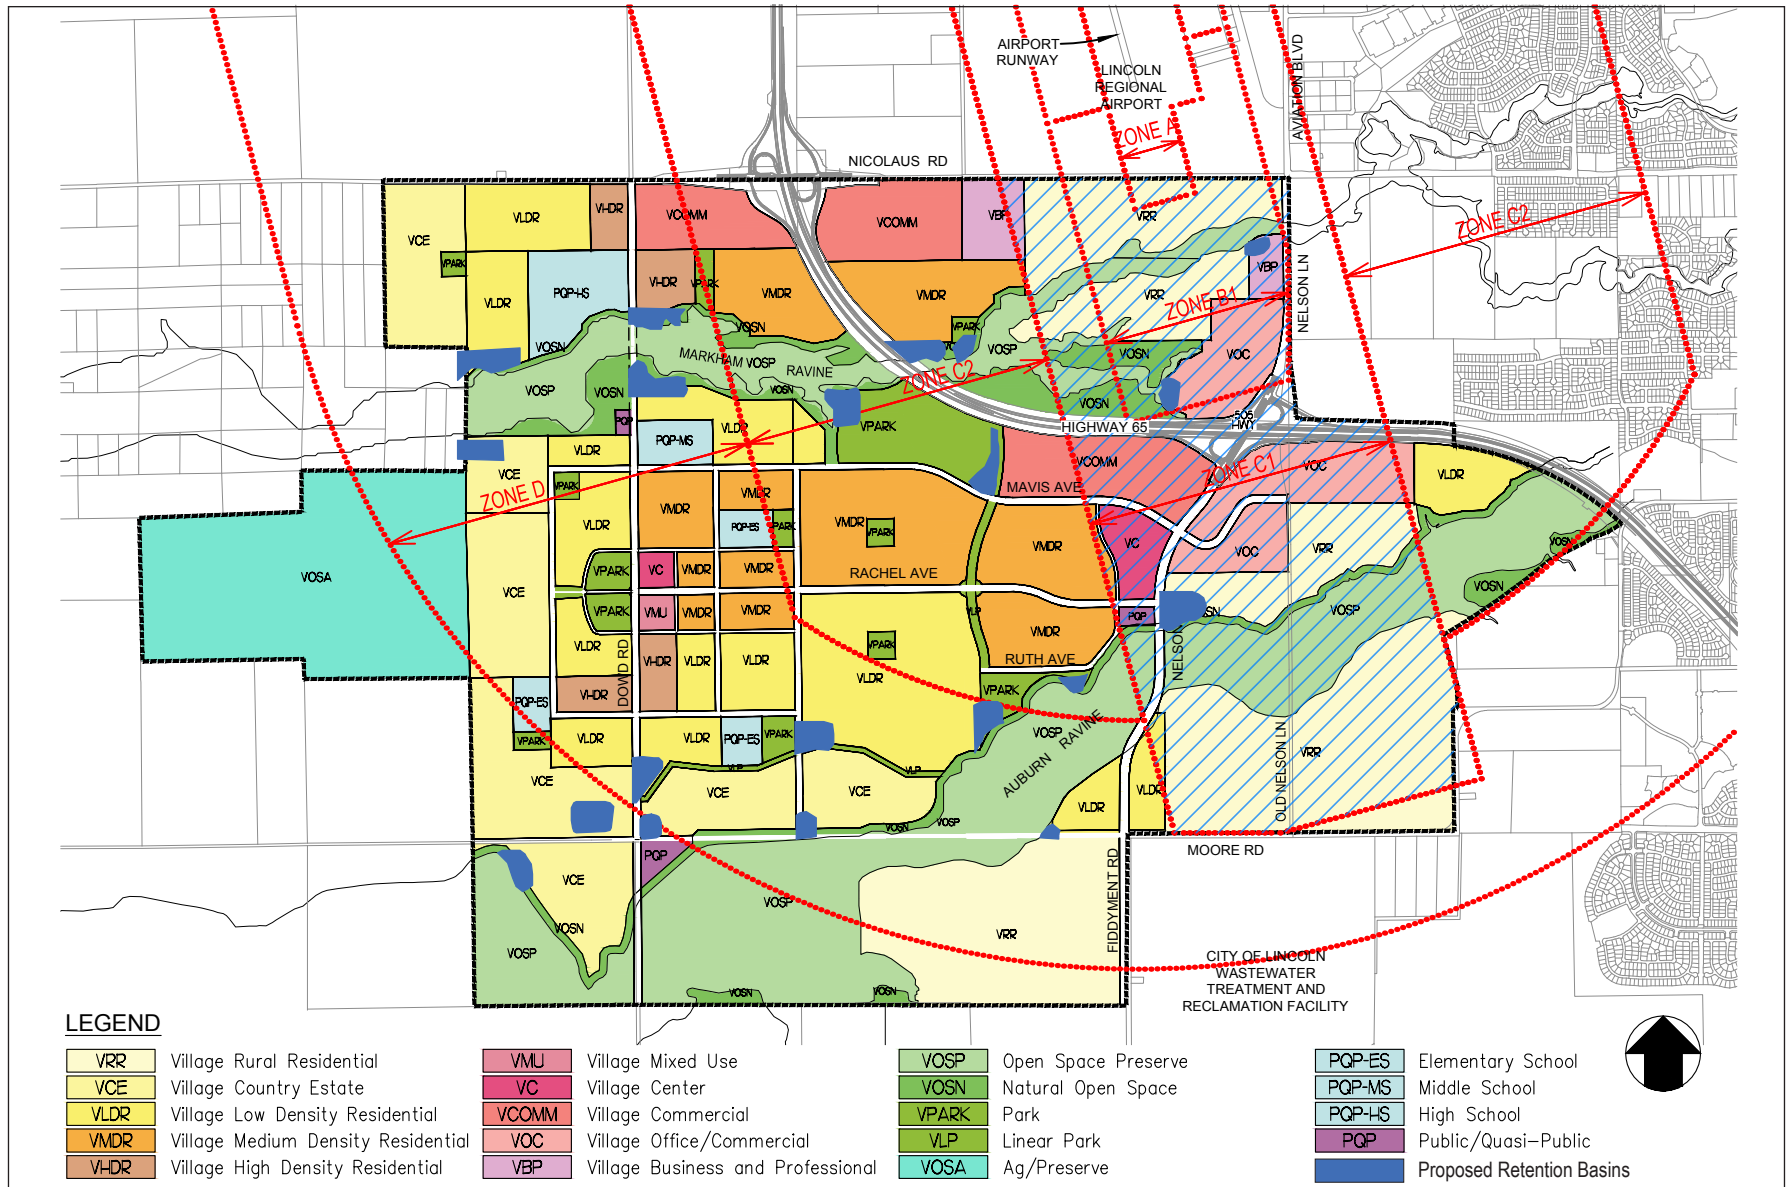 AIRPORT
RUNWAY
LINCOLN
REGIONAL
AIRPORT
AVIATION BLVD
ZONE A
NICOLAUS RD
VCE
VLDR
VHDR
VCOMM
VCOMM
VBP
VRR
ZONE C2
VPARK
VLDR
PQP-HS
VHDR
VPARK
VMDR
VMDR
VRR
VBP
NELSON LN
ZONE B1
VOSN
VOSN
VPARK
VOSP
VOSN
VOC
MARKHAM
VOSP
RAVINE
ZONE C2
VOSP
VOSN
VOSN
VOSN
PQP
VLDR
VPARK
HIGHWAY 65
PQP-MS
VCE
VLDR
VCOMM
VOC
VLDR
ZONE C1
ZONE D
VPARK
MAVIS AVE
VMDR
VMDR
VLDR
VMDR
PQP-ES
VPARK
VMDR
VPARK
VMDR
VC
VOC
VRR
VOSN
VOSA
VCE
VPARK
VC
VMDR
VMDR
RACHEL AVE
VOSN
VPARK
VMU
VMDR
VMDR
VLP
PQP
VOSP
VMDR
VPARK
VLDR
VHDR
VLDR
VLDR
VLDR
RUTH AVE
NELSON
DOWD RD
PQP-ES
VHDR
VPARK
VOSP
AUBURN RAVINE
VPARK
VLDR
VLDR
PQP-ES
VPARK
VRR
OLD NELSON LN
VCE
VLP
VLP
VCE
VCE
VLDR
VLDR
VOSN
VOSP
MOORE RD
PQP
VCE
FIDDYMENT RD
VOSP
VOSN
VRR
VOSP
VOSN
VOSN
CITY OF LINCOLN
WASTEWATER
TREATMENT AND
RECLAMATION FACILITY
LEGEND
VRR Village Rural Residential
VCE Village Country Estate
VLDR Village Low Density Residential
VMDR Village Medium Density Residential
VHDR Village High Density Residential
VMU Village Mixed Use
VC Village Center
VCOMM Village Commercial
VOC Village Office/Commercial
VBP Village Business and Professional
VOSP Open Space Preserve
VOSN Natural Open Space
VPARK Park
VLP Linear Park
VOSA Ag/Preserve
PQP-ES Elementary School
PQP-MS Middle School
PQP-HS High School
PQP Public/Quasi-Public
Proposed Retention Basins